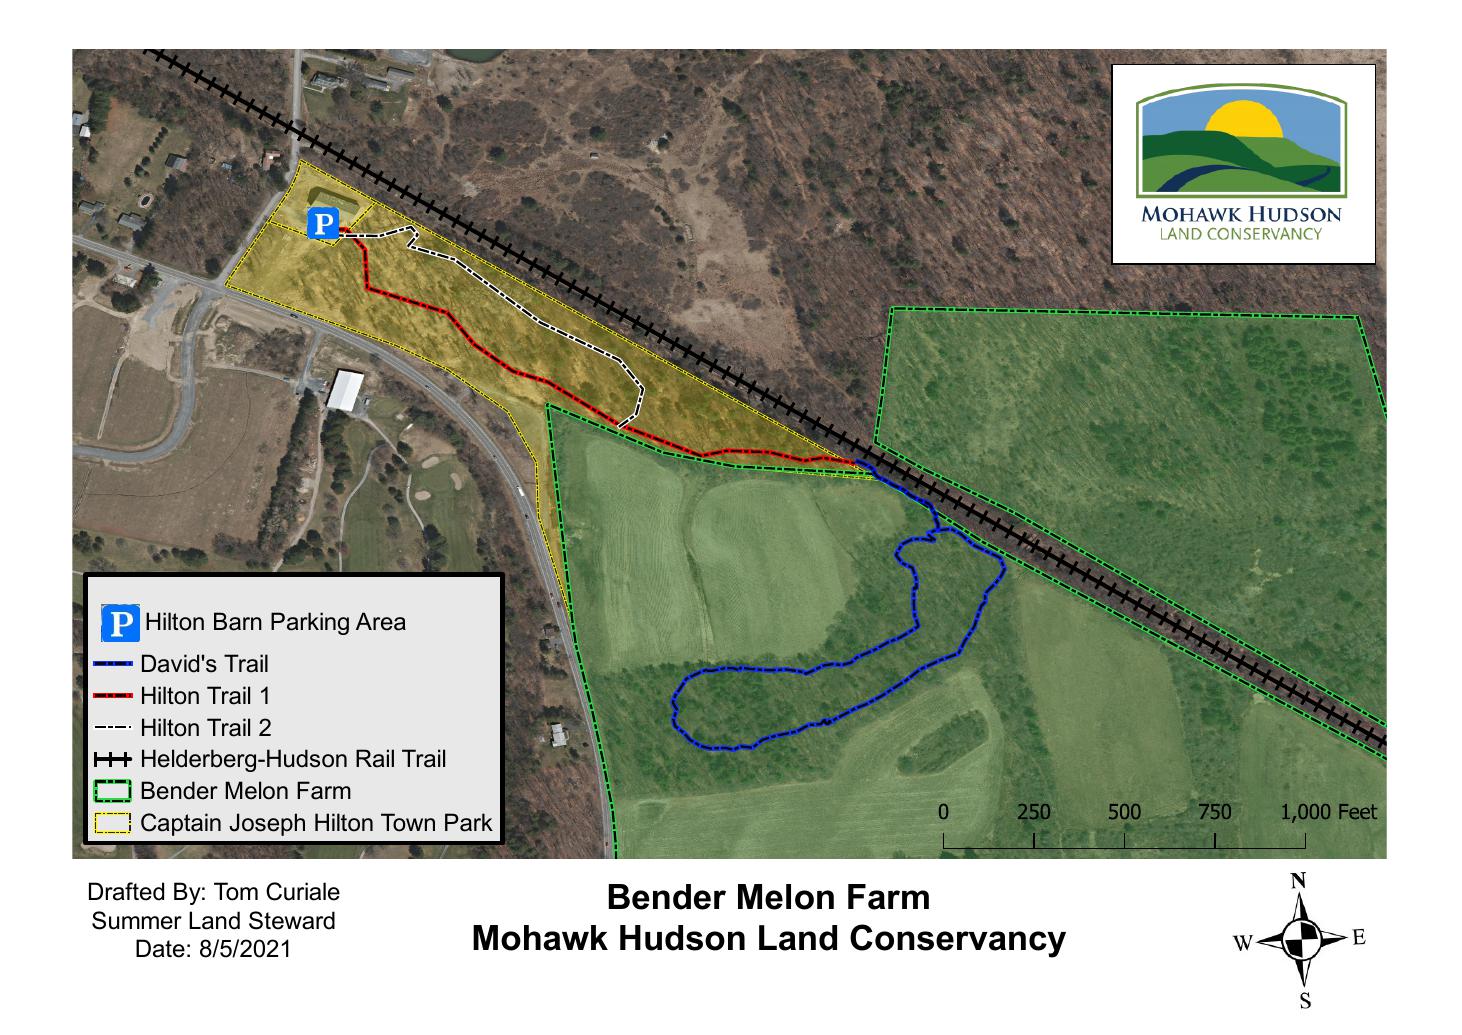 MOHAWK HUDSON
LAND CONSERVANCY
P
P Hilton Barn Parking Area
David's Trail
Hilton Trail 1
Hilton Trail 2
Helderberg-Hudson Rail Trail
Bender Melon Farm
Captain Joseph Hilton Town Park
0 250 500 750 1,000 Feet
Drafted By: Tom Curiale
Summer Land Steward
Date: 8/5/2021
Bender Melon Farm
Mohawk Hudson Land Conservancy
N
W E
S